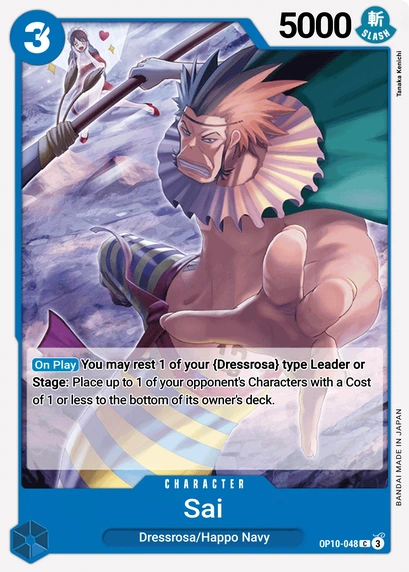 3
5000
斬
SLASH
Tanaka Kenichi
On Play You may rest 1 of your {Dressrosa} type Leader or
Stage: Place up to 1 of your opponent's Characters with a Cost
of 1 or less to the bottom of its owner's deck.
BANDAI MADE IN JAPAN
CHARACTER
Sai
Dressrosa/Happo Navy
OP10-048 C 3